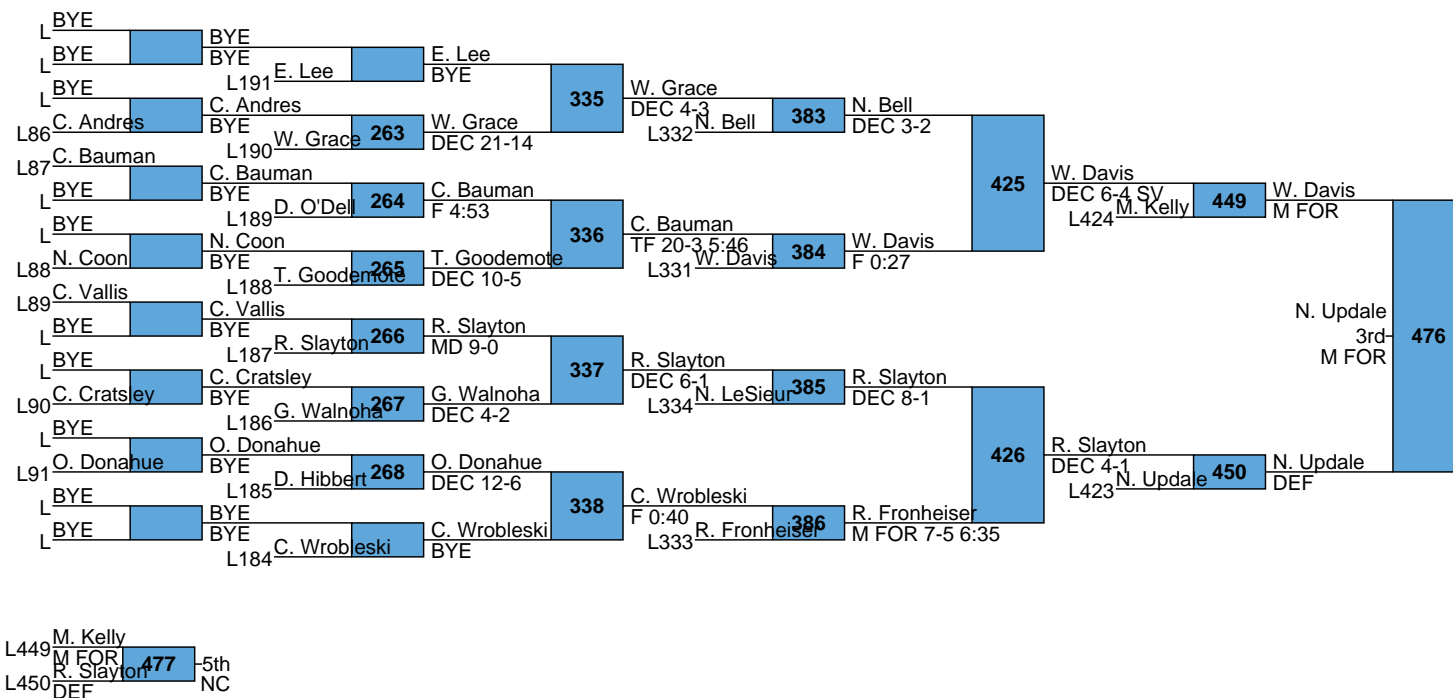 BYE
L
BYE
L
BYE
BYE
L191
E. Lee
E. Lee
BYE
BYE
L
C. Andres
L86
C. Andres
BYE
L190
W. Grace
263
W. Grace
DEC 21-14
335
W. Grace
DEC 4-3
L332
N. Bell
383
N. Bell
DEC 3-2
C. Bauman
L87
BYE
L
C. Bauman
BYE
L189
D. O'Dell
264
C. Bauman
F 4:53
BYE
L
N. Coon
L88
N. Coon
BYE
L188
T. Goodemote
265
T. Goodemote
DEC 10-5
336
C. Bauman
TF 20-3 5:46
L331
W. Davis
384
W. Davis
F 0:27
425
W. Davis
DEC 6-4 SV
L424
M. Kelly
449
W. Davis
M FOR
C. Vallis
L89
BYE
L
C. Vallis
BYE
L187
R. Slayton
266
R. Slayton
MD 9-0
BYE
L
C. Cratsley
L90
C. Cratsley
BYE
L186
G. Walnoha
267
G. Walnoha
DEC 4-2
337
R. Slayton
DEC 6-1
L334
N. LeSieur
385
R. Slayton
DEC 8-1
BYE
L
O. Donahue
L91
O. Donahue
BYE
L185
D. Hibbert
268
O. Donahue
DEC 12-6
BYE
L
BYE
L
BYE
BYE
L184
C. Wrobleski
C. Wrobleski
BYE
338
C. Wrobleski
F 0:40
L333
R. Fronheiser
386
R. Fronheiser
M FOR 7-5 6:35
426
R. Slayton
DEC 4-1
L423
N. Updale
450
N. Updale
DEF
N. Updale
3rd
M FOR
476
L449
M. Kelly
M FOR
L450
R. Slayton
DEF
477
5th
NC